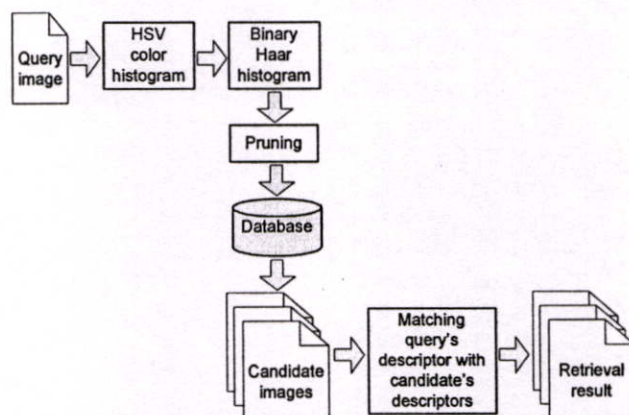 Query
image
HSV
color
histogram
Binary
Haar
histogram
Pruning
Database
Candidate
images
Matching
query's
descriptor with
candidate's
descriptors
Retrieval
result